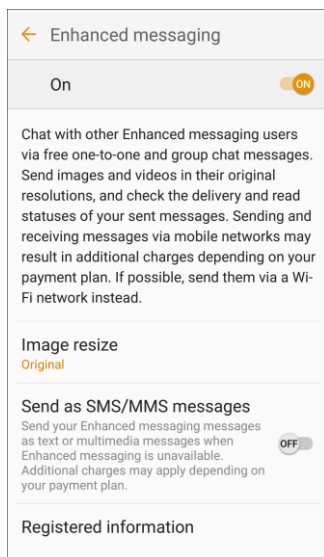 Enhanced messaging
On
ON
Chat with other Enhanced messaging users
via free one-to-one and group chat messages.
Send images and videos in their original
resolutions, and check the delivery and read
statuses of your sent messages. Sending and
receiving messages via mobile networks may
result in additional charges depending on your
payment plan. If possible, send them via a Wi-
Fi network instead.
Image resize
Original
Send as SMS/MMS messages
Send your Enhanced messaging messages
as text or multimedia messages when
Enhanced messaging is unavailable.
Additional charges may apply depending on
your payment plan.
OFF
Registered information